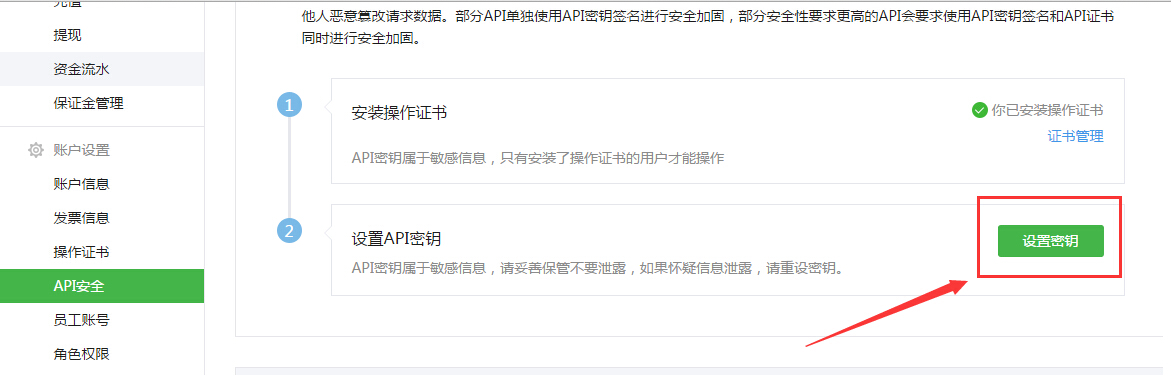 充值
提现
资金流水
保证金管理
账户设置
账户信息
发票信息
操作证书
API安全
员工账号
角色权限
他人恶意篡改请求数据。部分API单独使用API密钥签名进行安全加固，部分安全性要求更高的API会要求使用API密钥签名和API证书
同时进行安全加固。
1
安装操作证书
你已安装操作证书
证书管理
API密钥属于敏感信息，只有安装了操作证书的用户才能操作
2
设置API密钥
设置密钥
API密钥属于敏感信息，请妥善保管不要泄露，如果怀疑信息泄露，请重设密钥。